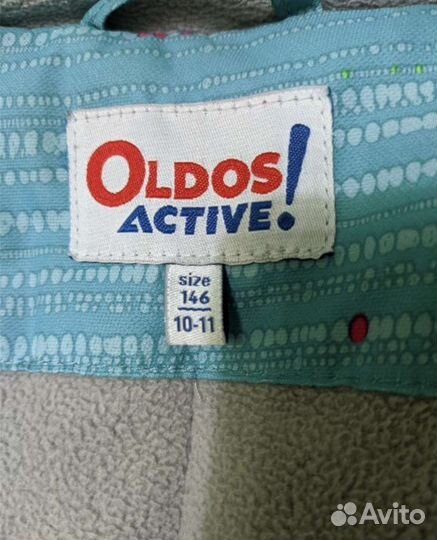 OLDOS
ACTIVE!
size
146
10-11
Avito